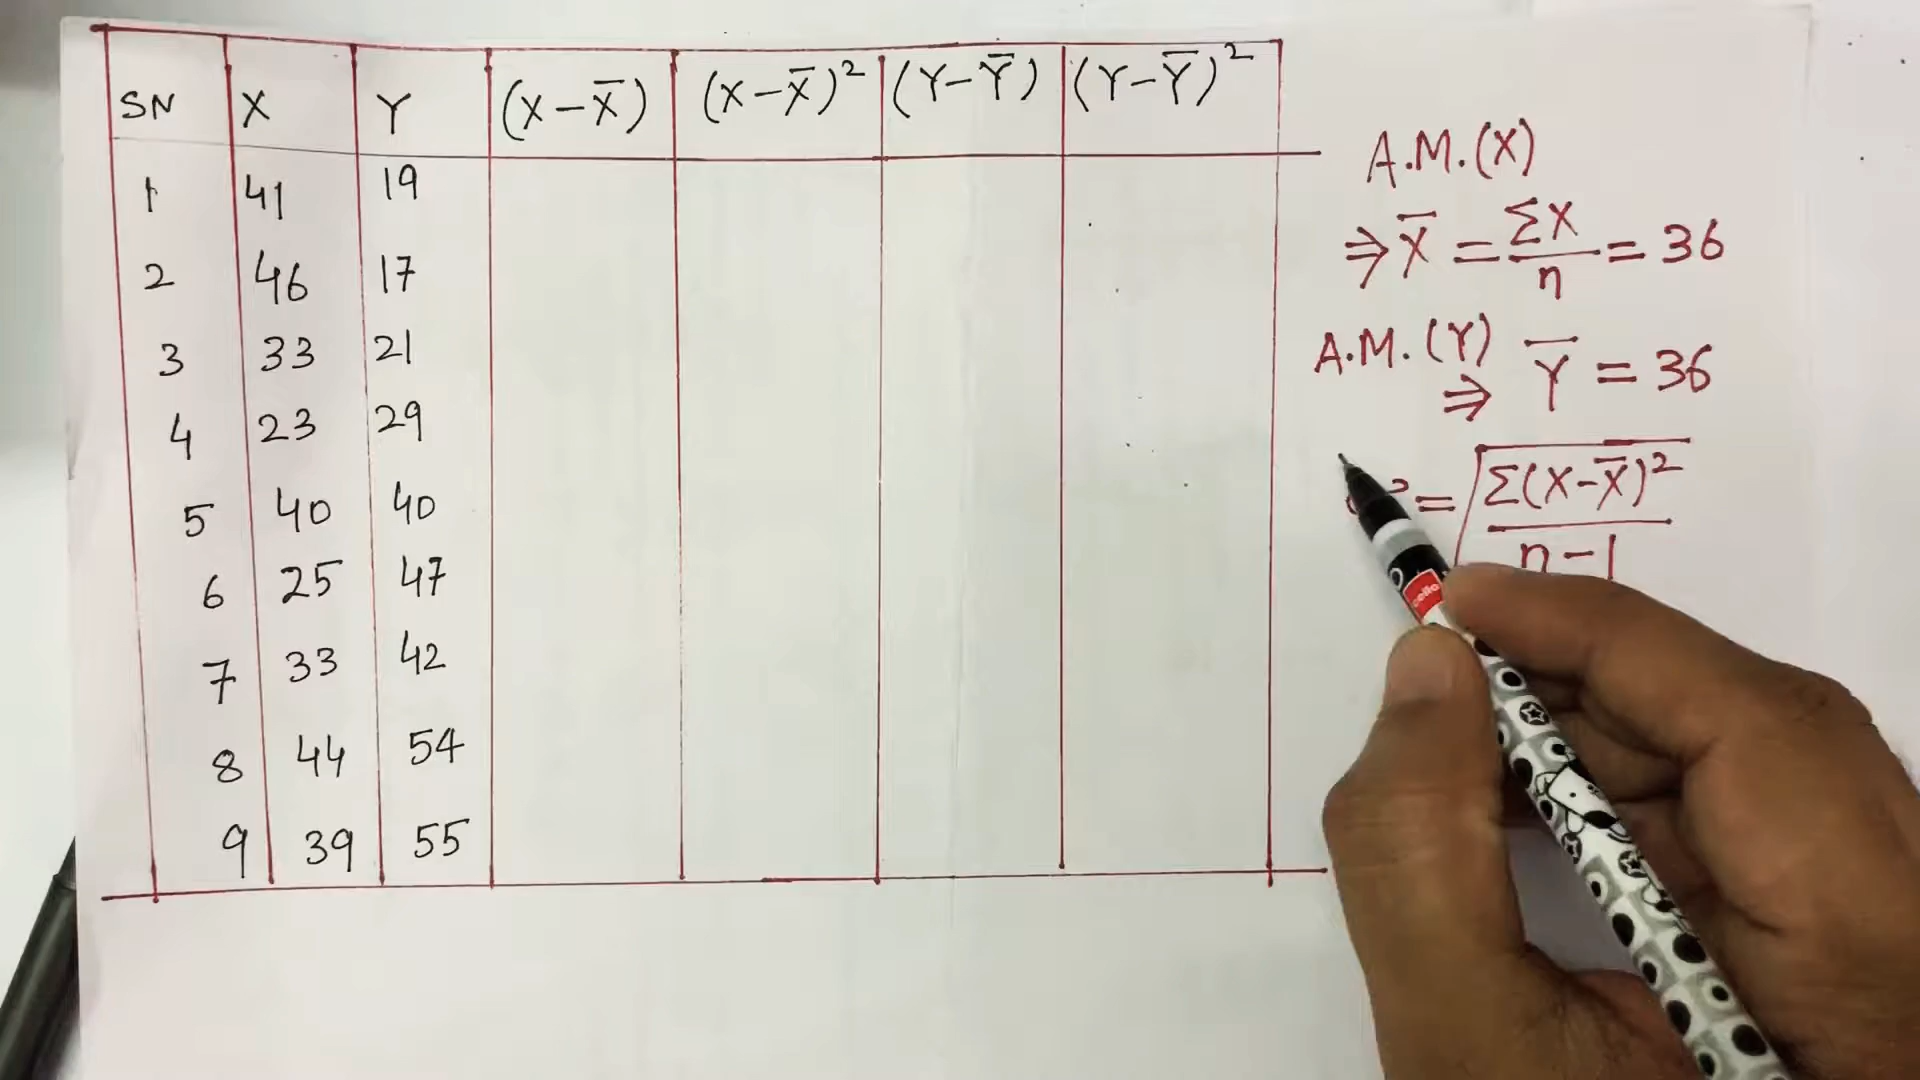 SN X Y (X-X̅) (X-X̅)² (Y-Y̅) (Y-Y̅)²
1 41 19
2 46 17
3 33 21
4 23 29
5 40 40
6 25 47
7 33 42
8 44 54
9 39 55
A.M.(X)
⇒ X̅ = ΣX/n = 36
A.M.(Y)
⇒ Y̅ = 36
= √(Σ(X-X̅)²/n-1)
cello